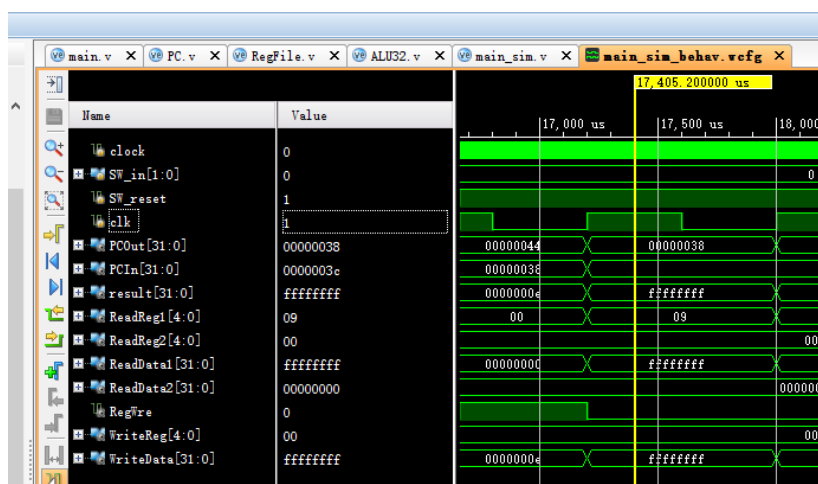 main.v X PC.v X RegFile.v X ALU32.v X main_sim.v X main_sim_behav.wcfg X
17,405.200000 us
Name Value 17,000 us 17,500 us 18,000
clock 0
SW_in[1:0] 0 0
SW_reset 1
clk 1
PCOut[31:0] 00000038 00000044 00000038
PCIn[31:0] 0000003c 00000038
result[31:0] ffffffff 0000000e ffffffff
ReadReg1[4:0] 09 00 09
ReadReg2[4:0] 00 00
ReadData1[31:0] ffffffff 00000000 ffffffff
ReadData2[31:0] 00000000 000000
RegWre 0
WriteReg[4:0] 00 00
WriteData[31:0] ffffffff 0000000e ffffffff